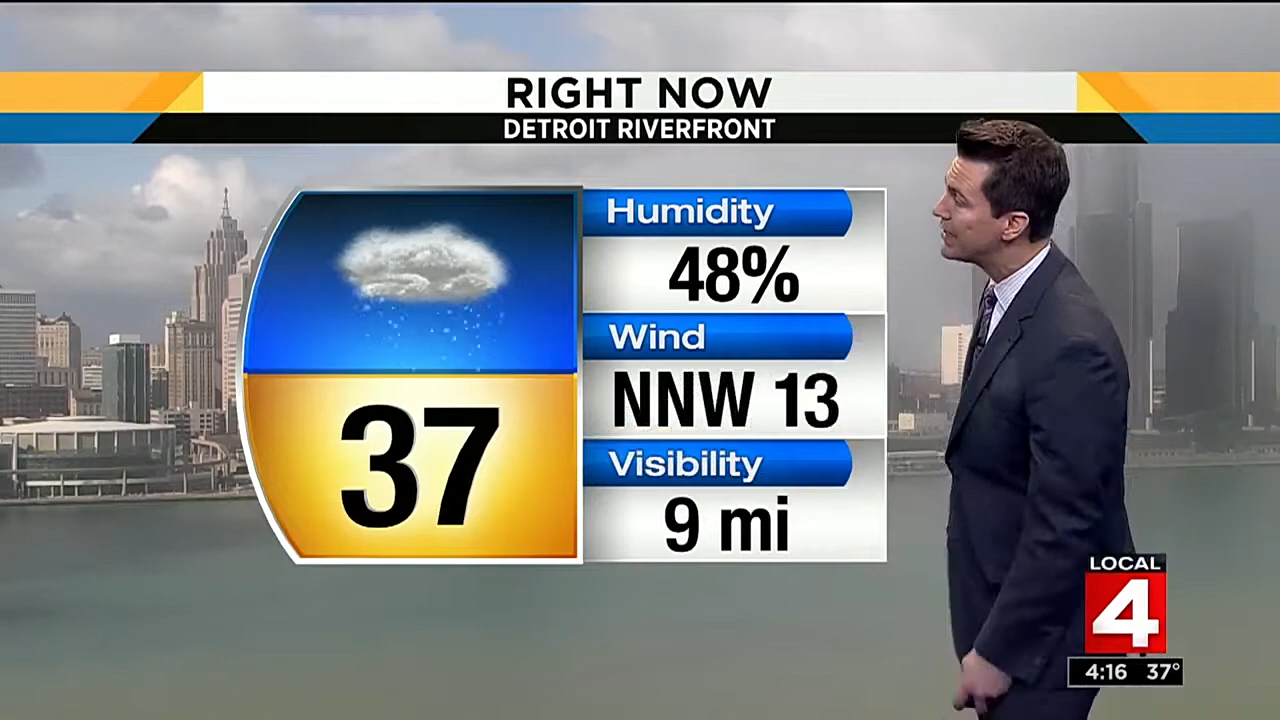 RIGHT NOW
DETROIT RIVERFRONT
Humidity
48%
Wind
NNW 13
37
Visibility
9 mi
LOCAL
4
4:16 37°